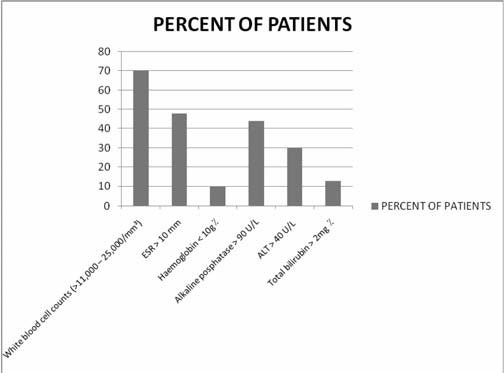 PERCENT OF PATIENTS
80
70
60
50
40
30
20
10
0
White blood cell counts (>11,000 – 25,000/mm³)
ESR > 10 mm
Haemoglobin < 10g%
Alkaline posphatase > 90 U/L
ALT > 40 U/L
Total bilirubin > 2mg %
PERCENT OF PATIENTS